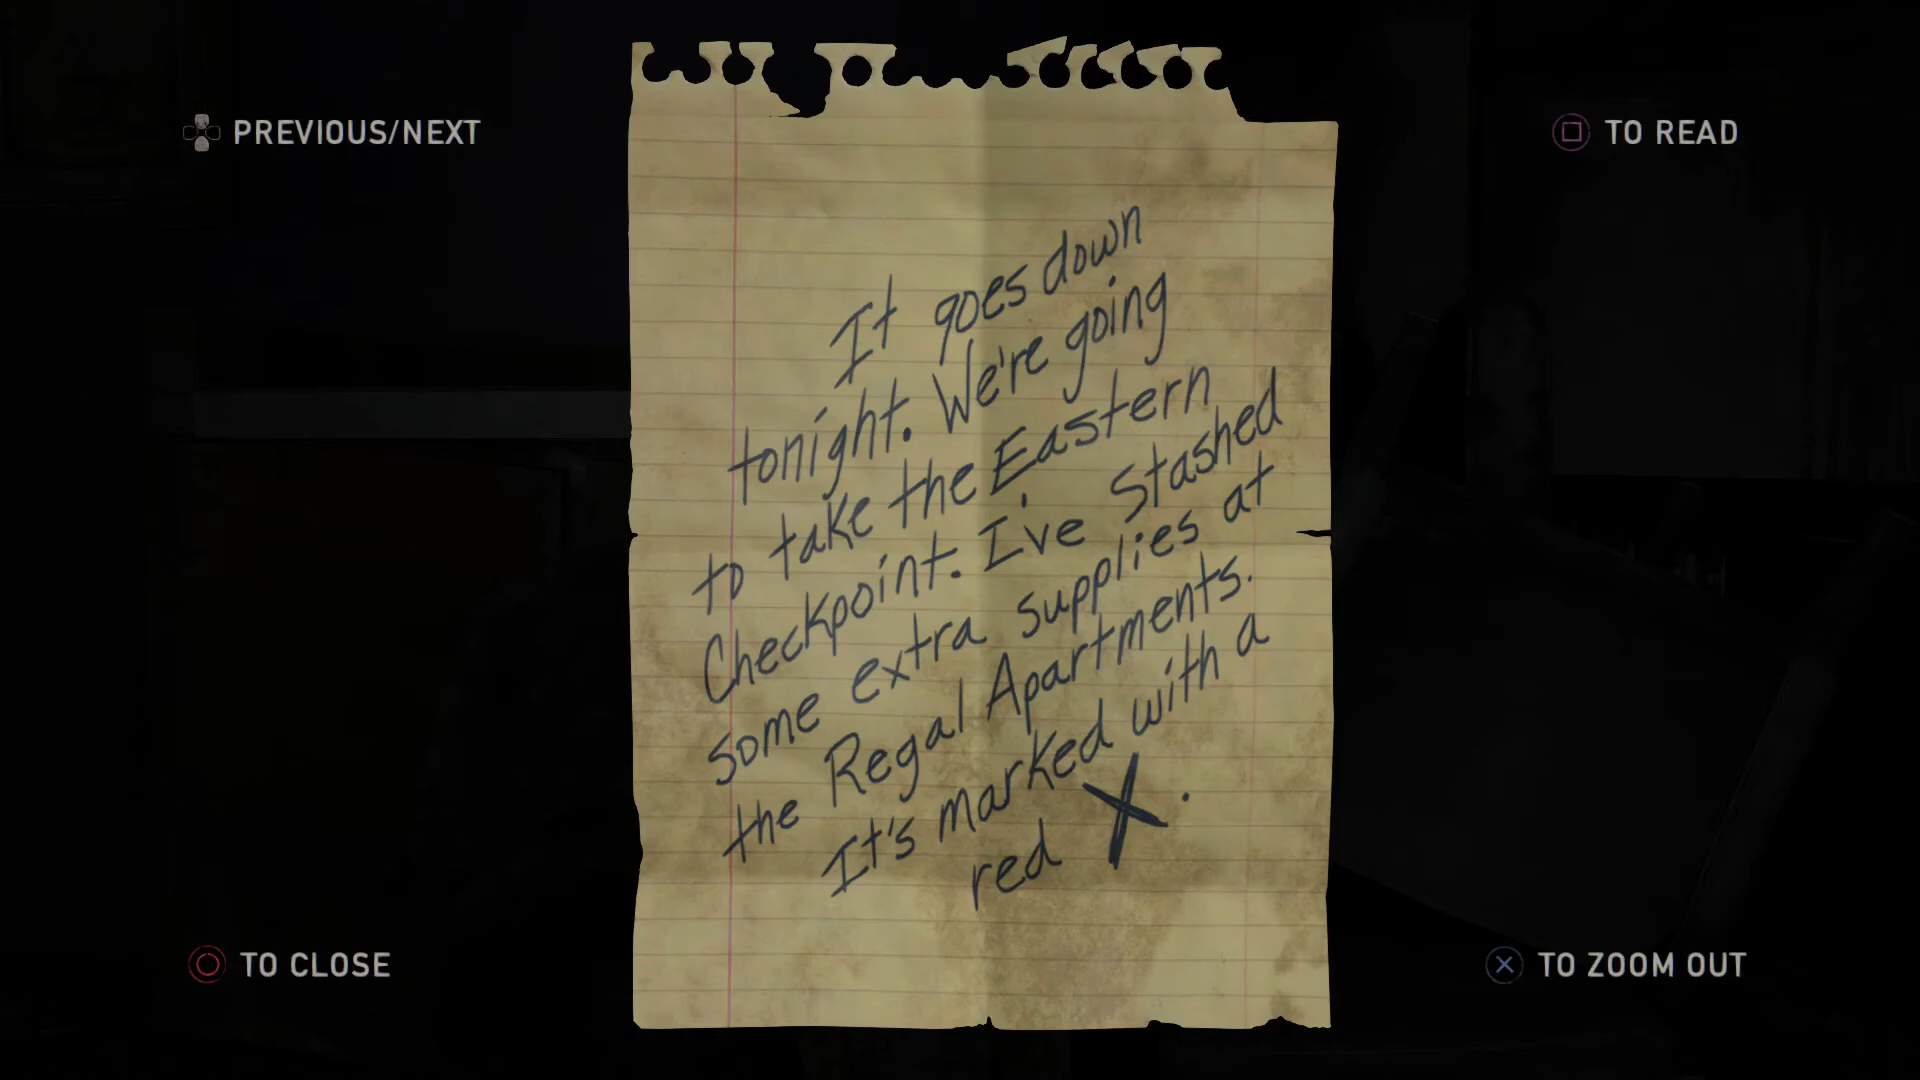 PREVIOUS/NEXT
TO READ
It goes down
tonight. We're going
to take the Eastern
Checkpoint. I've Stashed
some extra supplies at
the Regal Apartments.
It's marked with a
red X.
TO CLOSE
TO ZOOM OUT